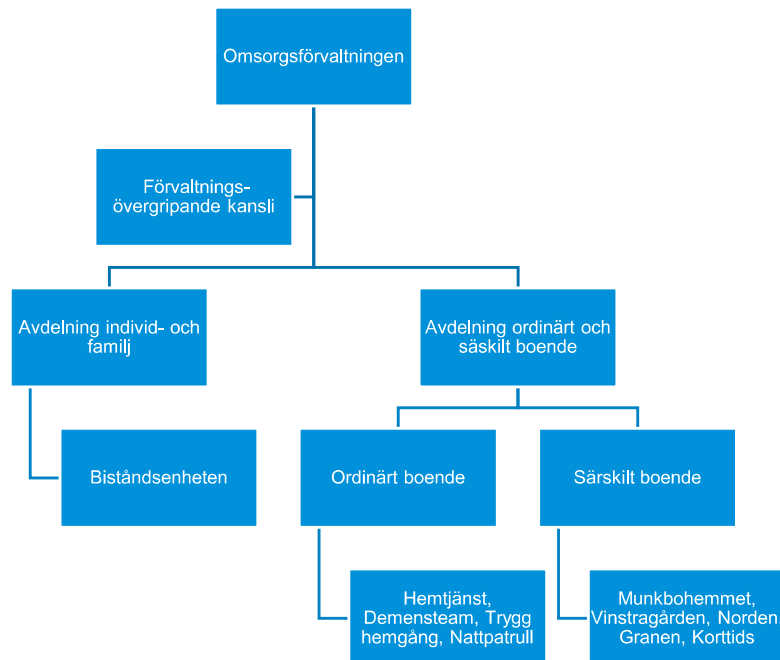 Omsorgsförvaltningen
Förvaltnings-
övergripande kansli
Avdelning individ- och
familj
Avdelning ordinärt och
säskilt boende
Biståndsenheten
Ordinärt boende
Särskilt boende
Hemtjänst,
Demensteam, Trygg
hemgång, Nattpatrull
Munkbohemmet,
Vinstragården, Norden,
Granen, Korttids